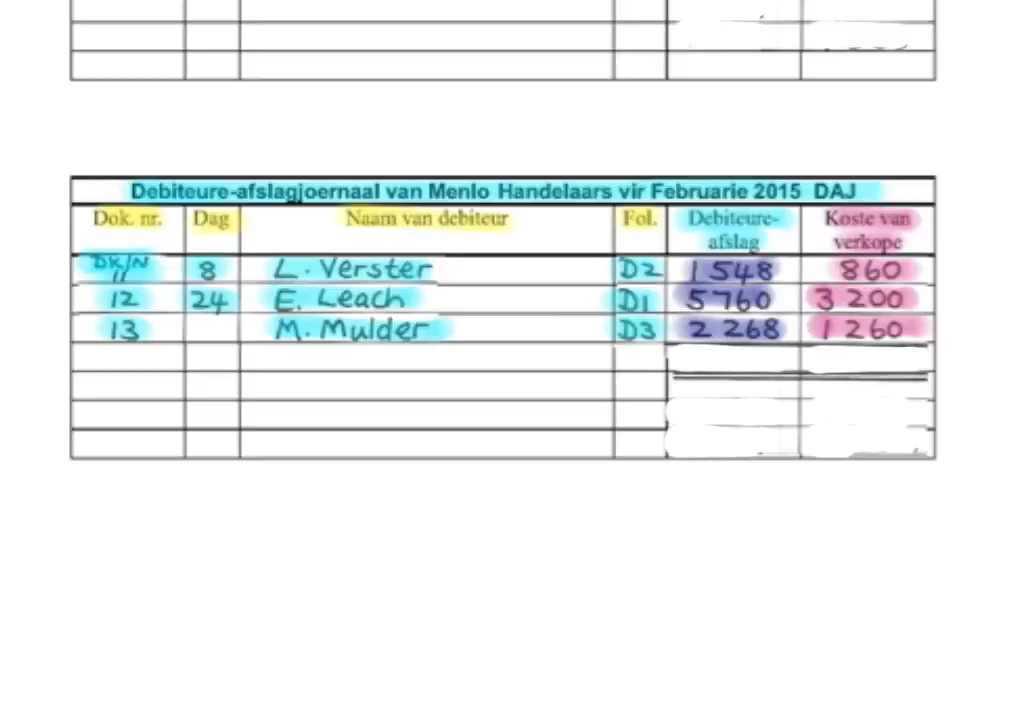 Debiteure-afslagjoernaal van Menlo Handelaars vir Februarie 2015 DAJ
Dok. nr. Dag Naam van debiteur Fol. Debiteure-afslag Koste van verkope
DK/N 11 8 L. Verster D2 1 548 860
12 24 E. Leach D1 5 760 3 200
13 M. Mulder D3 2 268 1 260